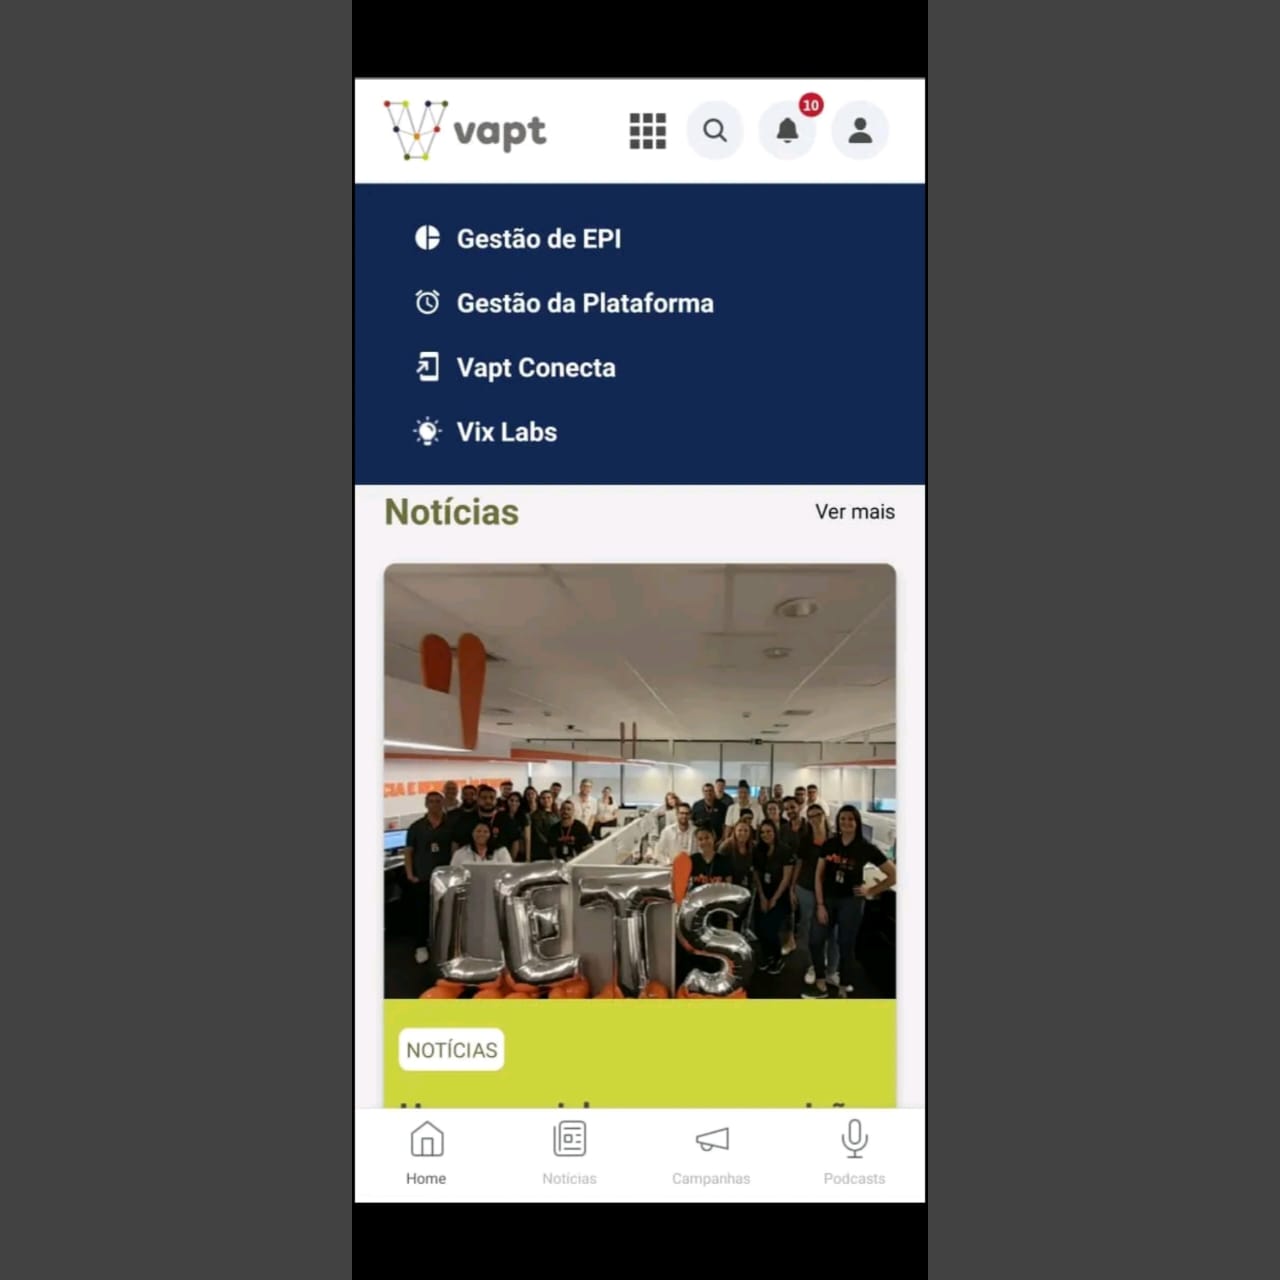 vapt
10
Gestão de EPI
Gestão da Plataforma
Vapt Conecta
Vix Labs
Notícias
Ver mais
LET'S
NOTÍCIAS
Home
Notícias
Campanhas
Podcasts